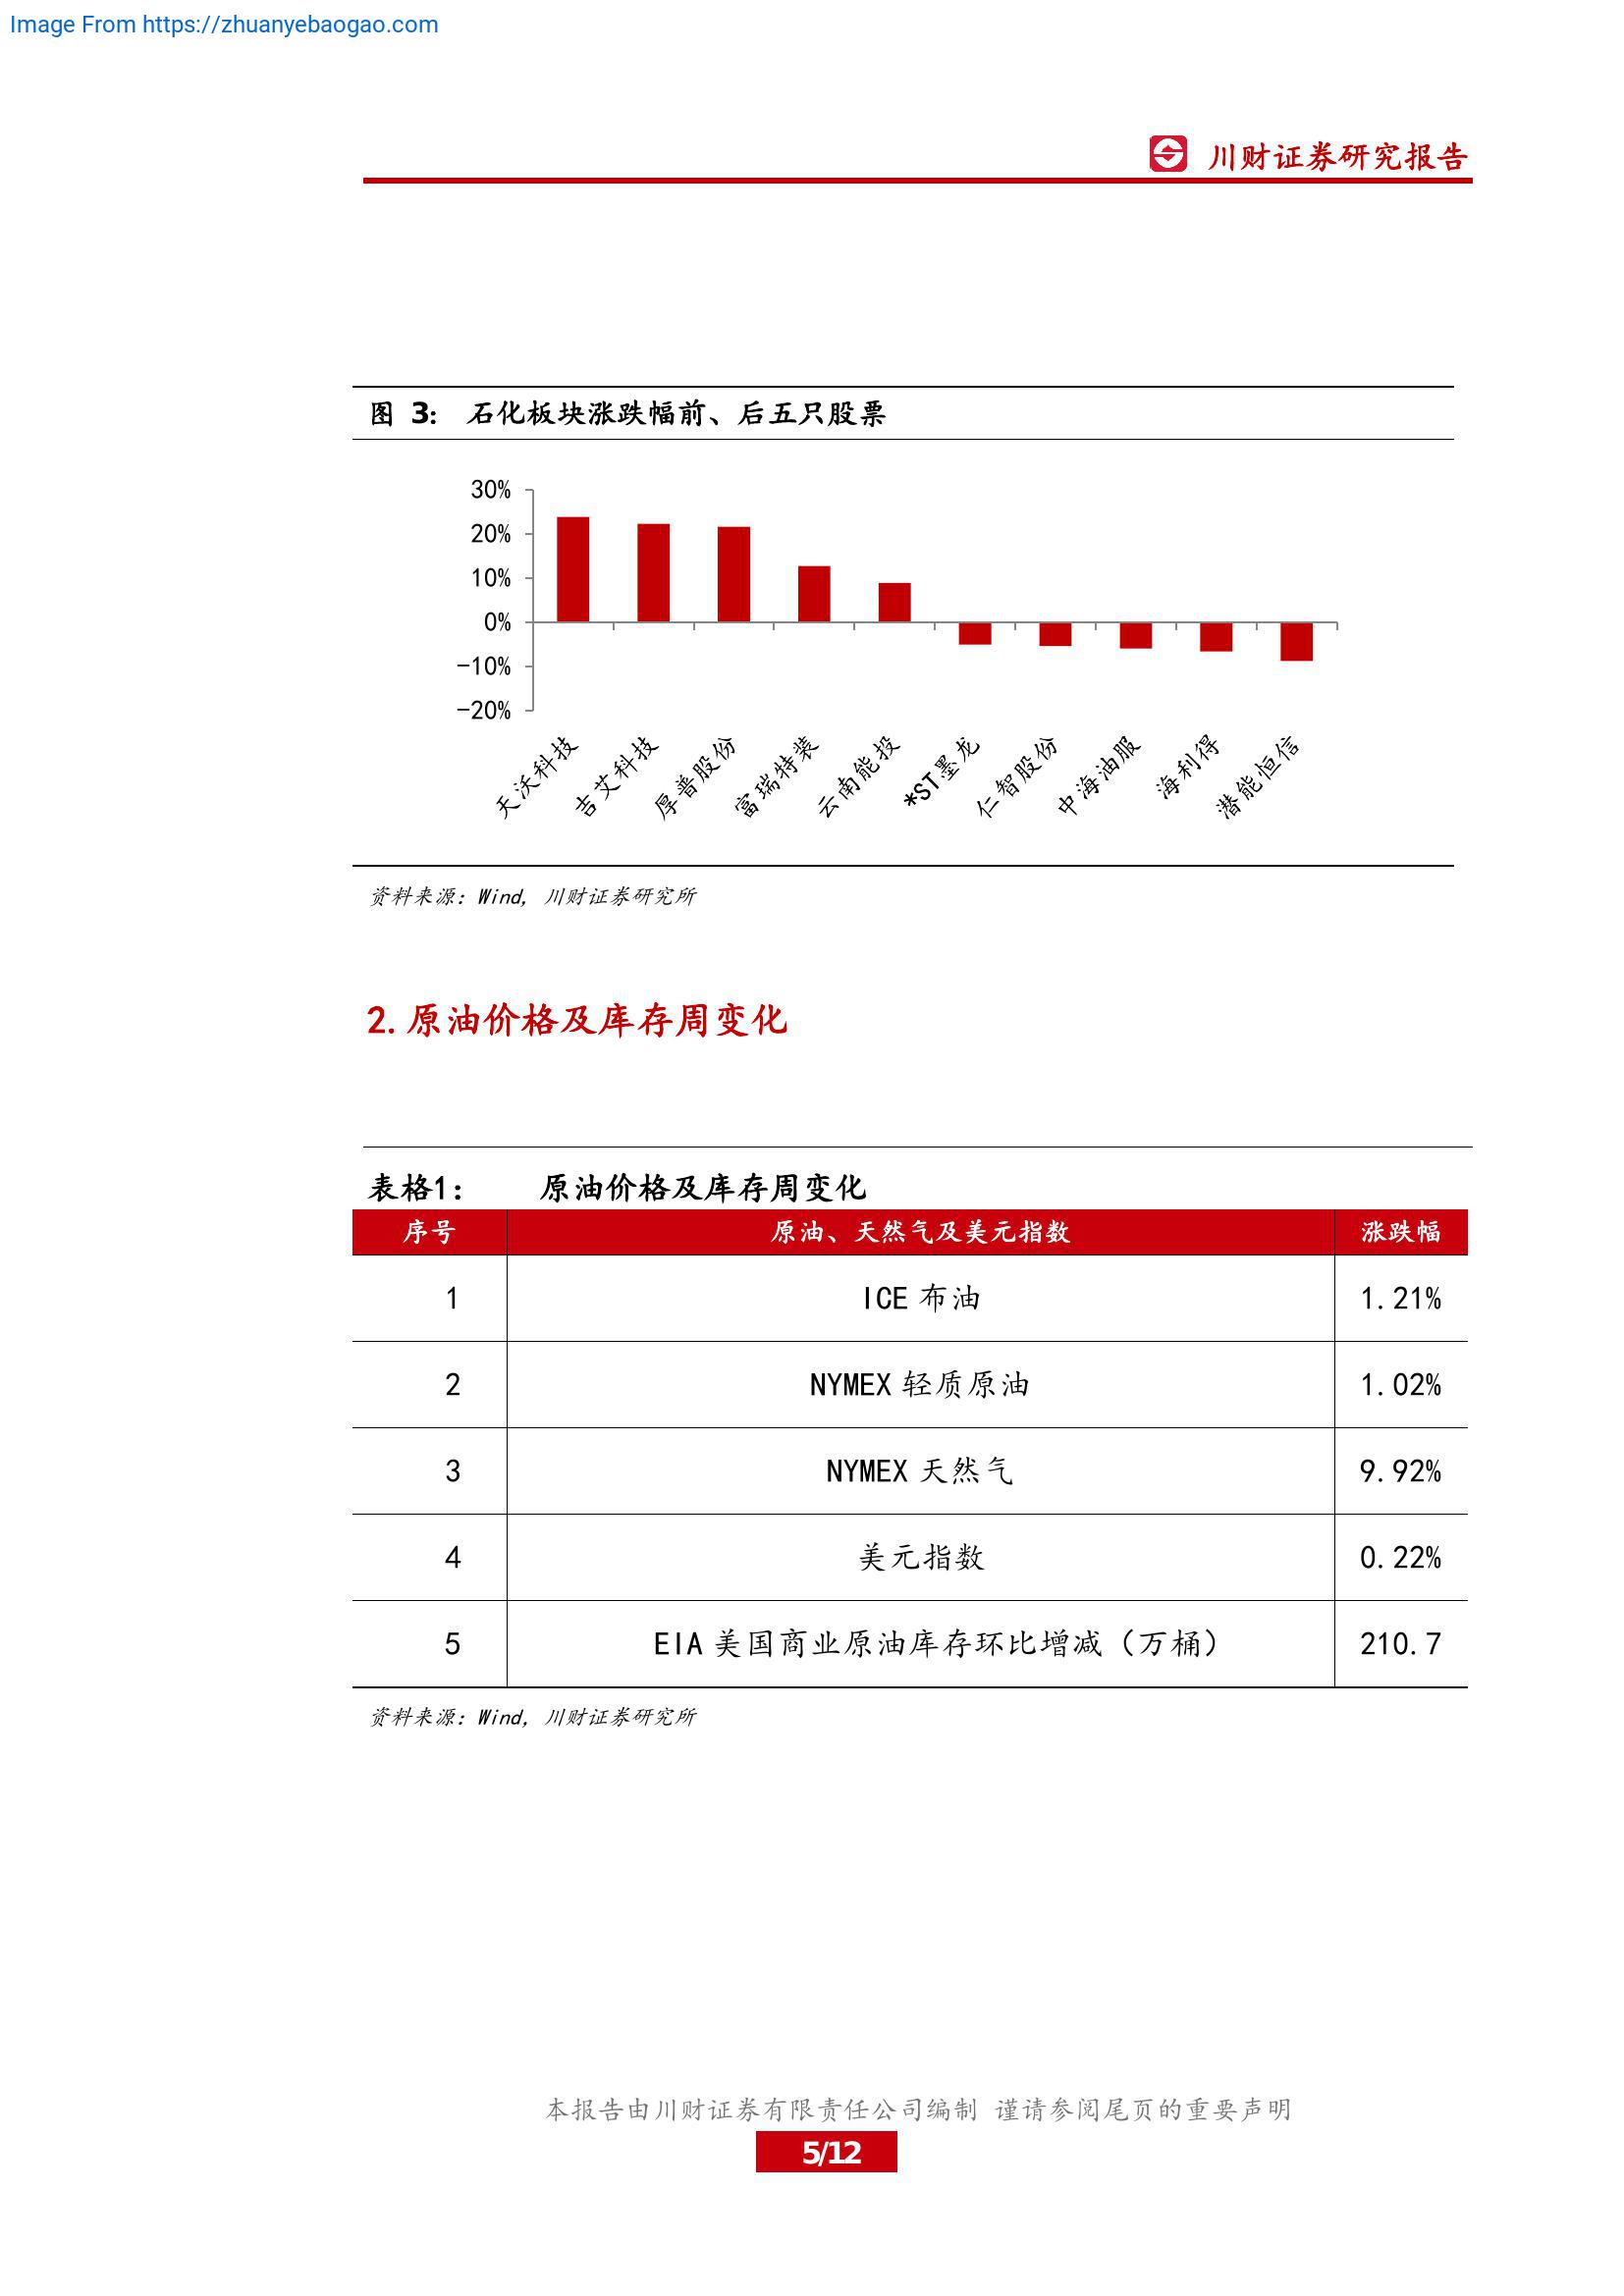 Image From https://zhuanyebaogao.com
川财证券研究报告
图 3: 石化板块涨跌幅前、后五只股票
30%
20%
10%
0%
-10%
-20%
天沃科技
吉艾科技
厚普股份
富瑞特装
云南能投
*ST墨龙
仁智股份
中海油服
海利得
潜能恒信
资料来源：Wind, 川财证券研究所
2.原油价格及库存周变化
表格1： 原油价格及库存周变化
序号 原油、天然气及美元指数 涨跌幅
1 ICE 布油 1.21%
2 NYMEX 轻质原油 1.02%
3 NYMEX 天然气 9.92%
4 美元指数 0.22%
5 EIA 美国商业原油库存环比增减（万桶） 210.7
资料来源：Wind, 川财证券研究所
本报告由川财证券有限责任公司编制 谨请参阅尾页的重要声明
5/12